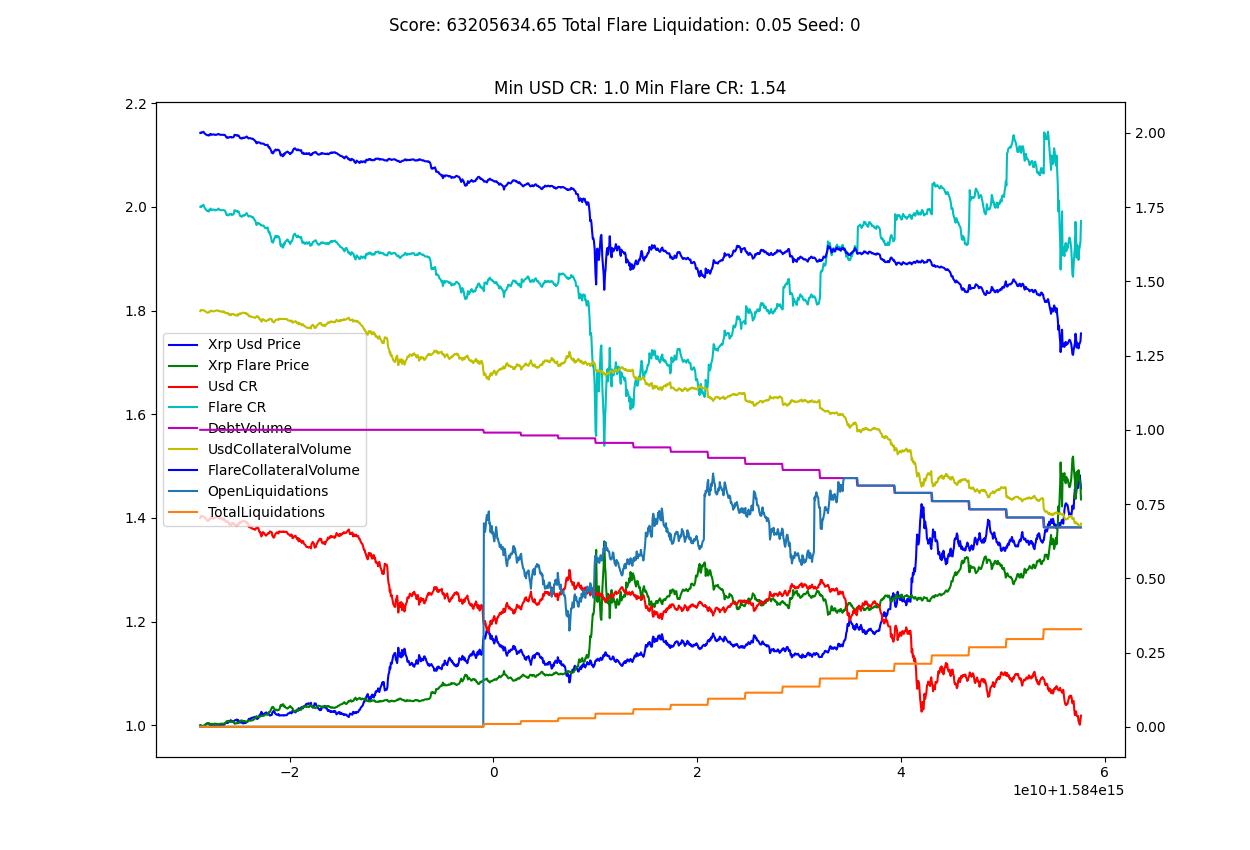 Score: 63205634.65 Total Flare Liquidation: 0.05 Seed: 0
Min USD CR: 1.0 Min Flare CR: 1.54
2.2
2.0
1.8
1.6
1.4
1.2
1.0
Xrp Usd Price
Xrp Flare Price
Usd CR
Flare CR
DebtVolume
UsdCollateralVolume
FlareCollateralVolume
OpenLiquidations
TotalLiquidations
2.00
1.75
1.50
1.25
1.00
0.75
0.50
0.25
0.00
−2 0 2 4 6
1e10+1.584e15